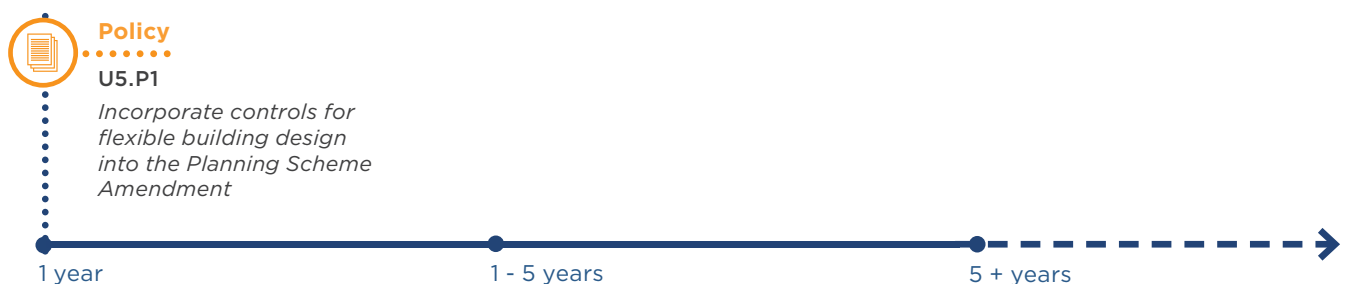 Policy
U5.P1
Incorporate controls for
flexible building design
into the Planning Scheme
Amendment
1 year
1 - 5 years
5 + years